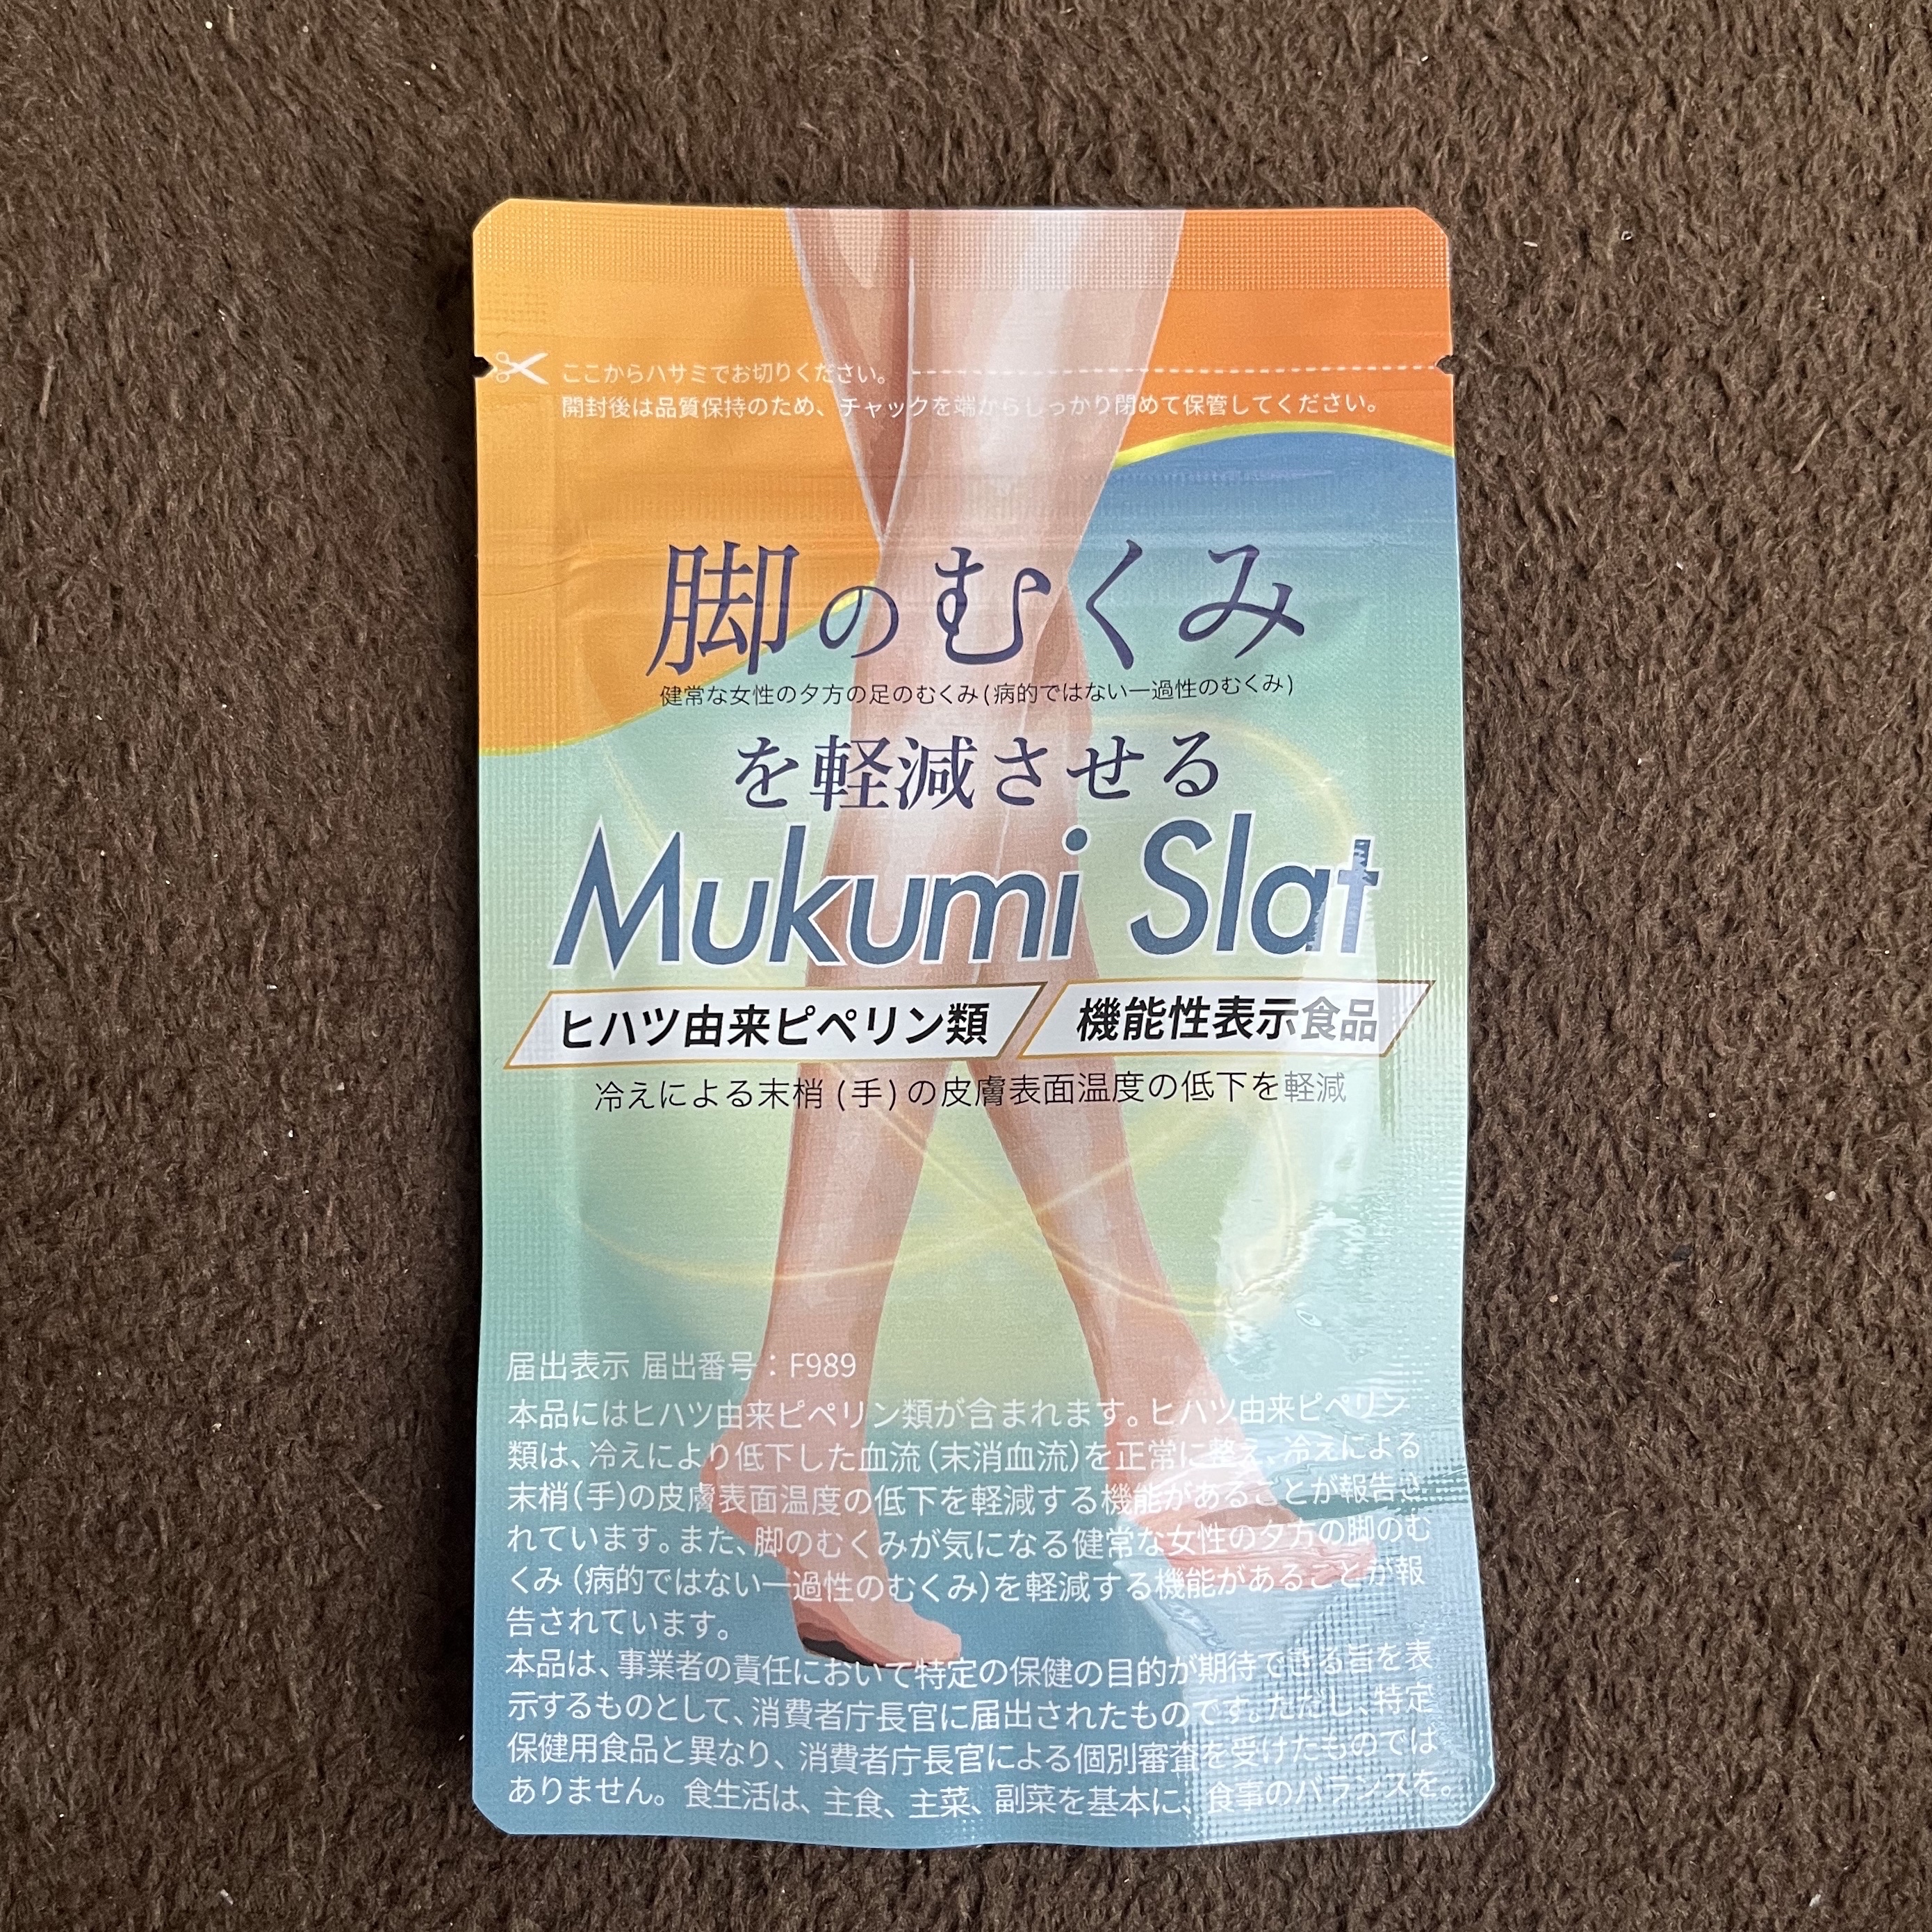 ここからハサミでお切りください。
開封後は品質保持のため、チャックを端からしっかり閉めて保管してください。
脚のむくみ
健常な女性の夕方の足のむくみ(病的ではない一過性のむくみ)
を軽減させる
Mukumi Slat
ヒハツ由来ピペリン類 機能性表示食品
冷えによる末梢(手)の皮膚表面温度の低下を軽減
届出表示 届出番号：F989
本品にはヒハツ由来ピペリン類が含まれます。ヒハツ由来ピペリン
類は、冷えにより低下した血流(末消血流)を正常に整え、冷えによる
末梢(手)の皮膚表面温度の低下を軽減する機能があることが報告さ
れています。また、脚のむくみが気になる健常な女性の夕方の脚のむ
くみ(病的ではない一過性のむくみ)を軽減する機能があることが報
告されています。
本品は、事業者の責任において特定の保健の目的が期待できる旨を表
示するものとして、消費者庁長官に届出されたものです。ただし、特定
保健用食品と異なり、消費者庁長官による個別審査を受けたものでは
ありません。食生活は、主食、主菜、副菜を基本に、食事のバランスを。